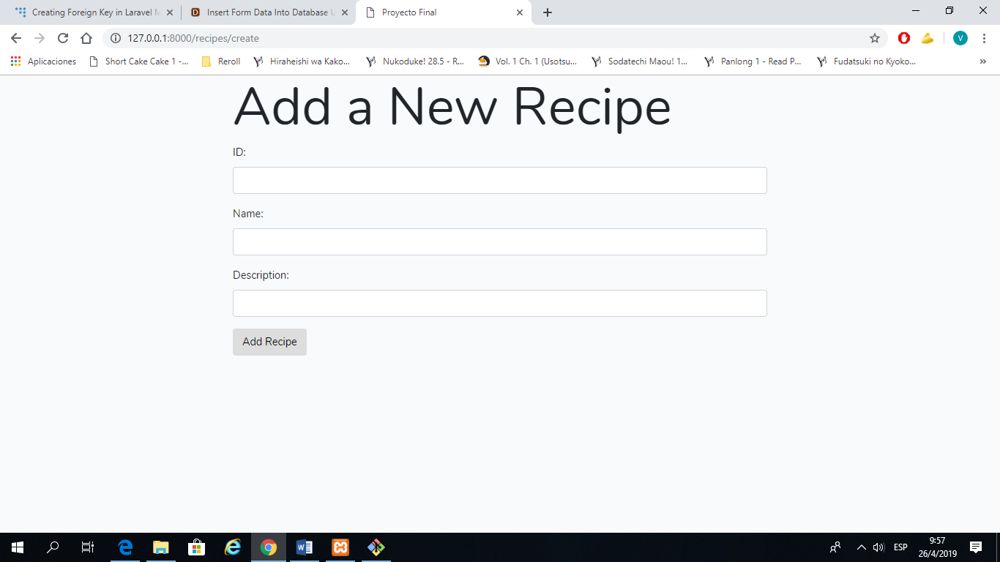 Creating Foreign Key in Laravel M
Insert Form Data Into Database U
Proyecto Final
127.0.0.1:8000/recipes/create
V
Aplicaciones
Short Cake Cake 1 -...
Reroll
Hiraheishi wa Kako...
Nukoduke! 28.5 - R...
Vol. 1 Ch. 1 (Usotsu...
Sodatechi Maou! 1...
Panlong 1 - Read P...
Fudatsuki no Kyoko...
»
Add a New Recipe
ID:
Name:
Description:
Add Recipe
ESP
9:57
26/4/2019